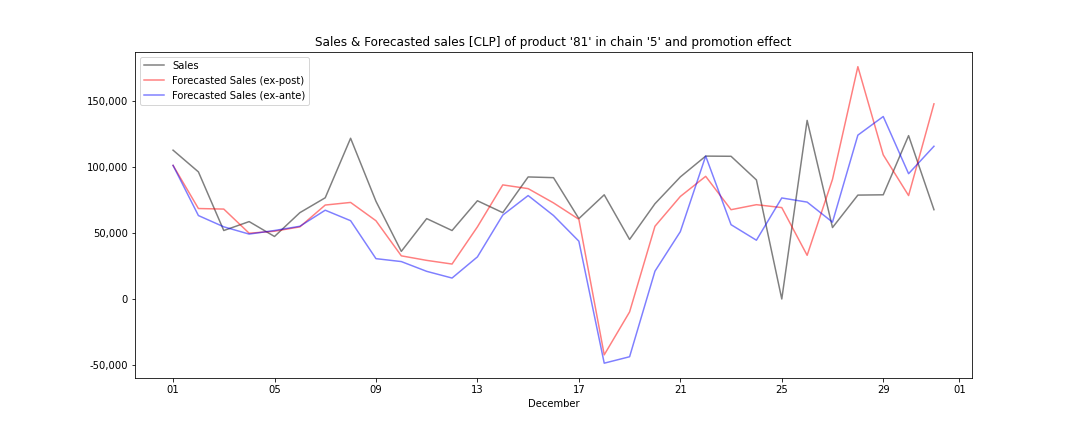 Sales & Forecasted sales [CLP] of product '81' in chain '5' and promotion effect
Sales
Forecasted Sales (ex-post)
Forecasted Sales (ex-ante)
150,000
100,000
50,000
0
-50,000
01 05 09 13 17 21 25 29 01
December